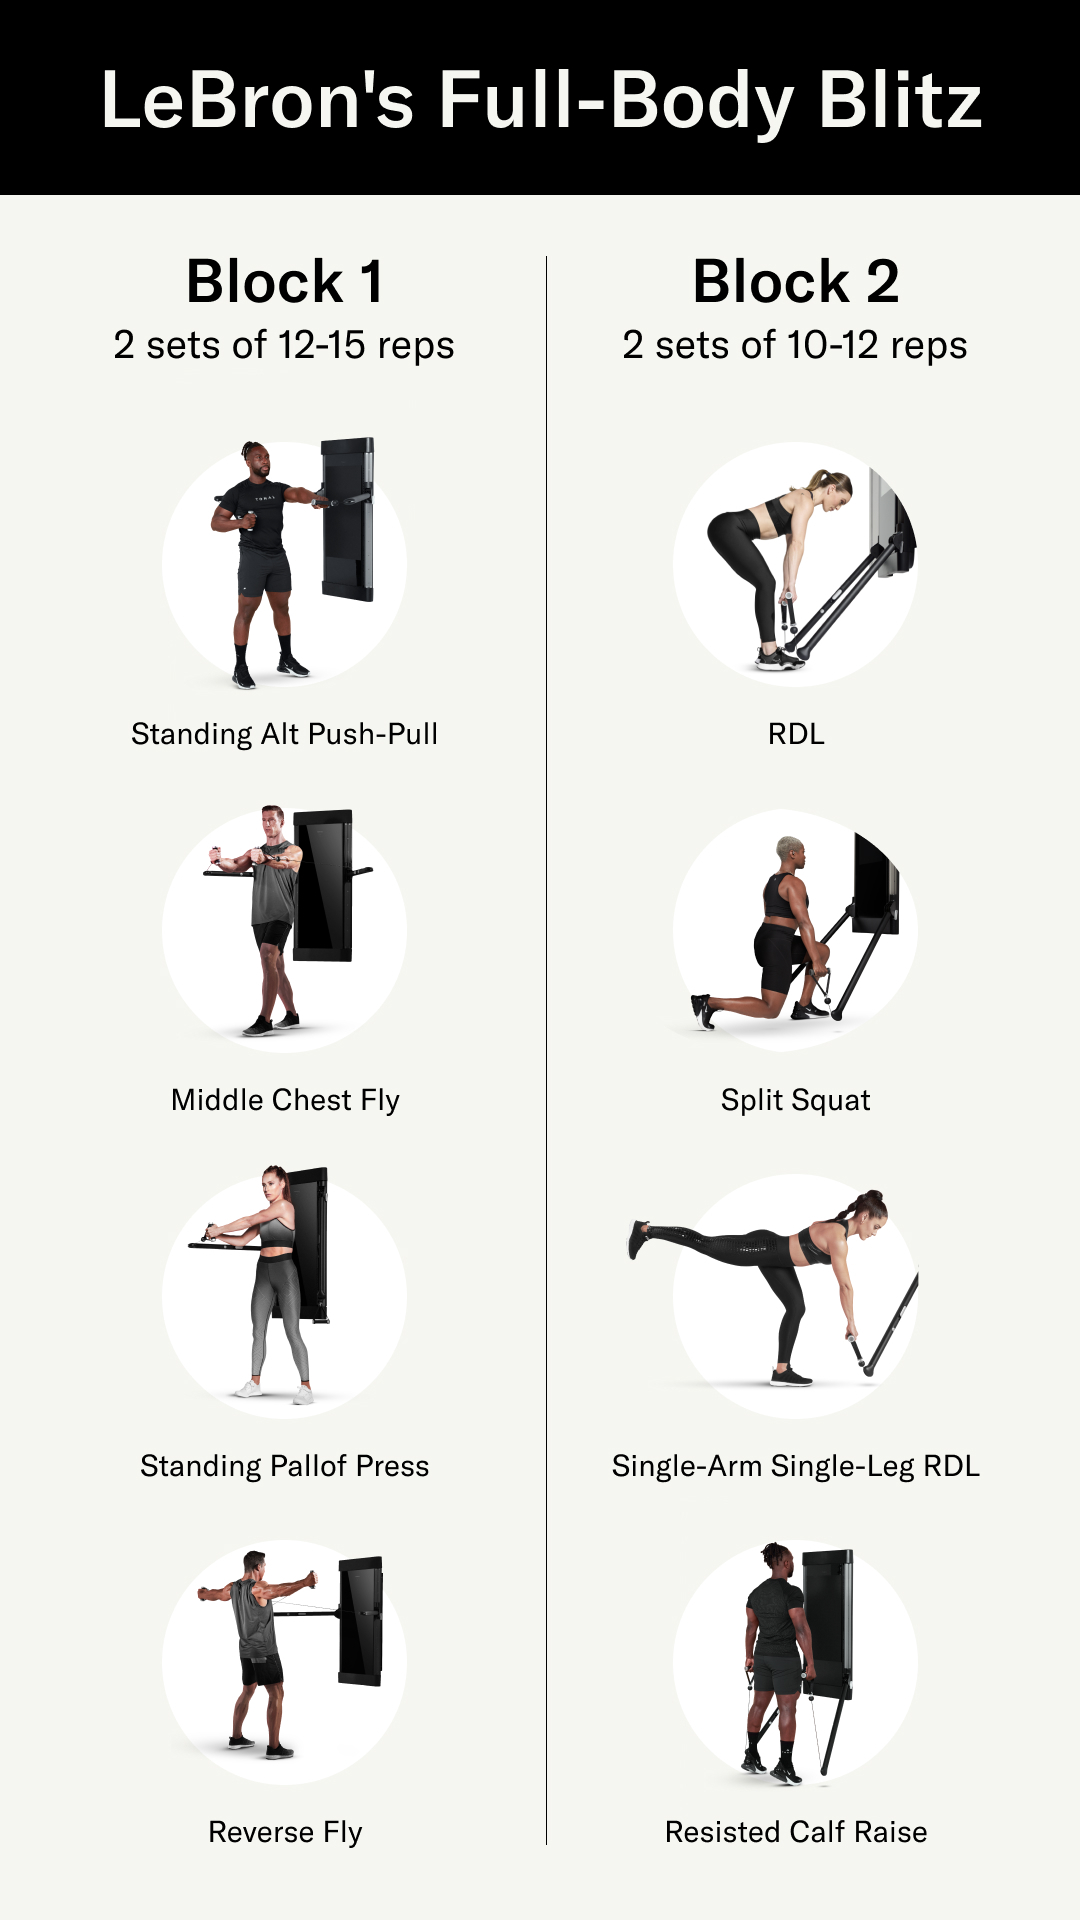 LeBron's Full-Body Blitz
Block 1
2 sets of 12-15 reps
TONAL
Standing Alt Push-Pull
Middle Chest Fly
Standing Pallof Press
Reverse Fly
Block 2
2 sets of 10-12 reps
RDL
Split Squat
Single-Arm Single-Leg RDL
Resisted Calf Raise